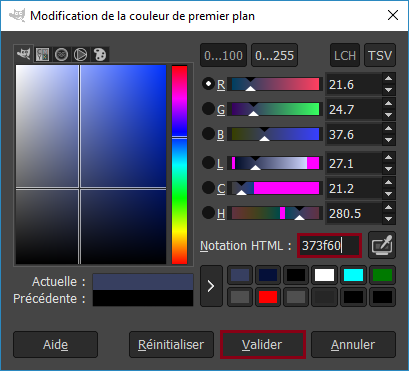 Modification de la couleur de premier plan
0...100 0...255 LCH TSV
R 21.6
G 24.7
B 37.6
L 27.1
C 21.2
H 280.5
Notation HTML : 373f60
Actuelle :
Précédente :
Aide Réinitialiser Valider Annuler